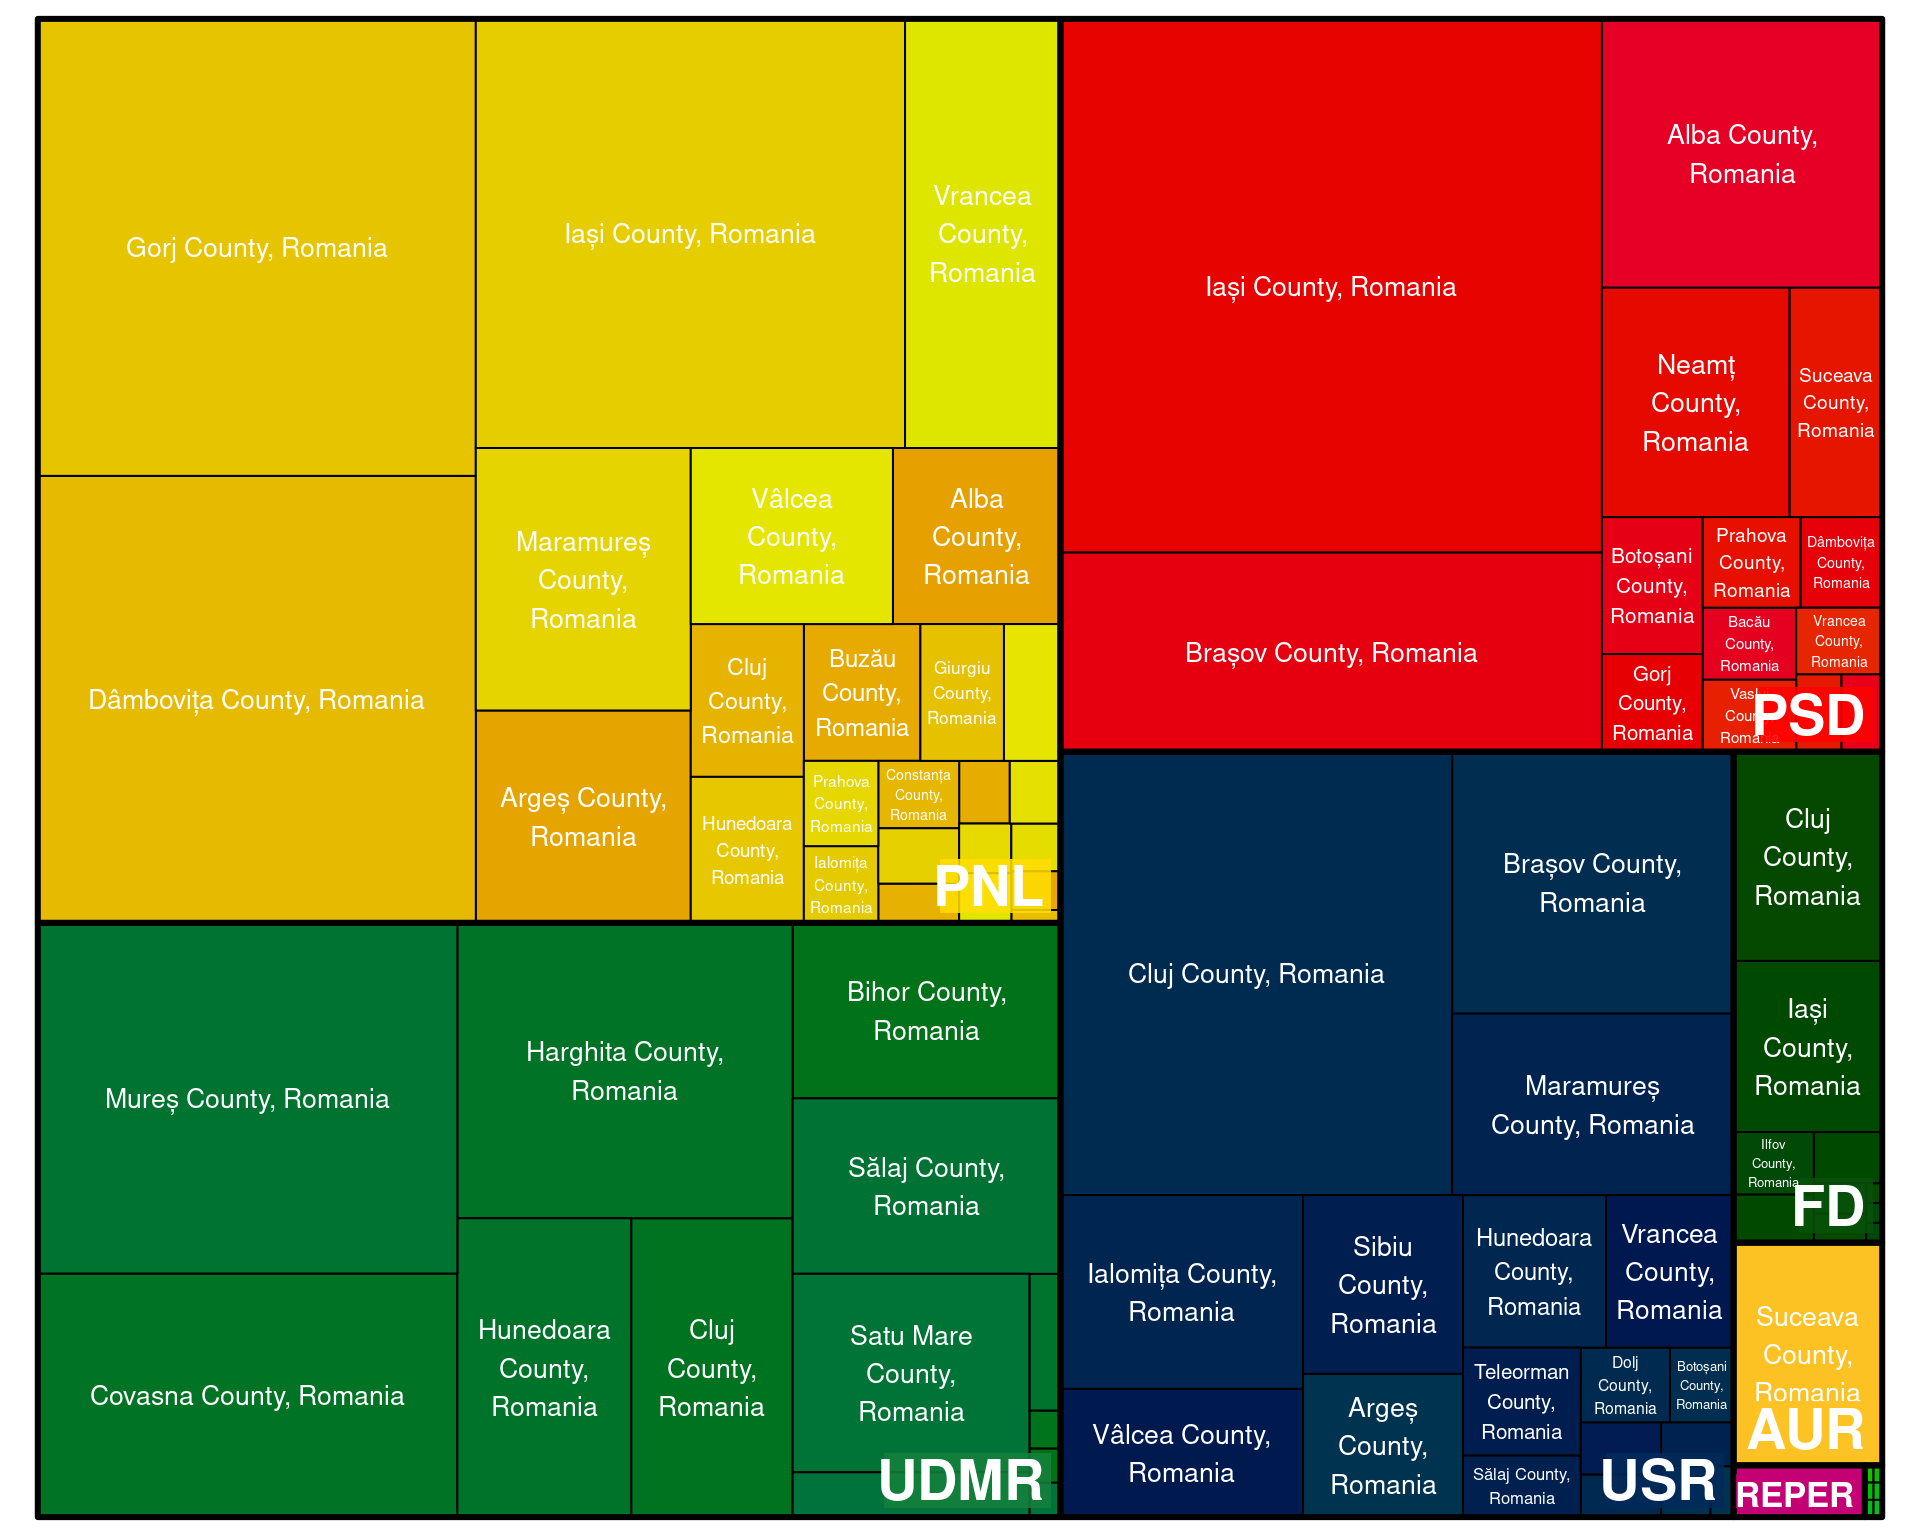 Gorj County, Romania
Iași County, Romania
Vrancea
County,
Romania
Dâmbovița County, Romania
Maramureș
County,
Romania
Vâlcea
County,
Romania
Alba
County,
Romania
Argeș County,
Romania
Cluj
County,
Romania
Buzău
County,
Romania
Giurgiu
County,
Romania
Hunedoara
County,
Romania
Prahova
County,
Romania
Constanța
County,
Romania
Ialomița
County,
Romania
PNL
Iași County, Romania
Alba County,
Romania
Neamț
County,
Romania
Suceava
County,
Romania
Brașov County, Romania
Botoșani
County,
Romania
Prahova
County,
Romania
Dâmbovița
County,
Romania
Bacău
County,
Romania
Vrancea
County,
Romania
Gorj
County,
Romania
Vaslui
County,
Romania
PSD
Mureș County, Romania
Harghita County,
Romania
Bihor County,
Romania
Sălaj County,
Romania
Covasna County, Romania
Hunedoara
County,
Romania
Cluj
County,
Romania
Satu Mare
County,
Romania
UDMR
Cluj County, Romania
Brașov County,
Romania
Maramureș
County, Romania
Ialomița County,
Romania
Sibiu
County,
Romania
Hunedoara
County,
Romania
Vrancea
County,
Romania
Vâlcea County,
Romania
Argeș
County,
Romania
Teleorman
County,
Romania
Dolj
County,
Romania
Botoșani
County,
Romania
Sălaj County,
Romania
USR
Cluj
County,
Romania
Iași
County,
Romania
Ilfov
County,
Romania
FD
Suceava
County,
Romania
AUR
REPER